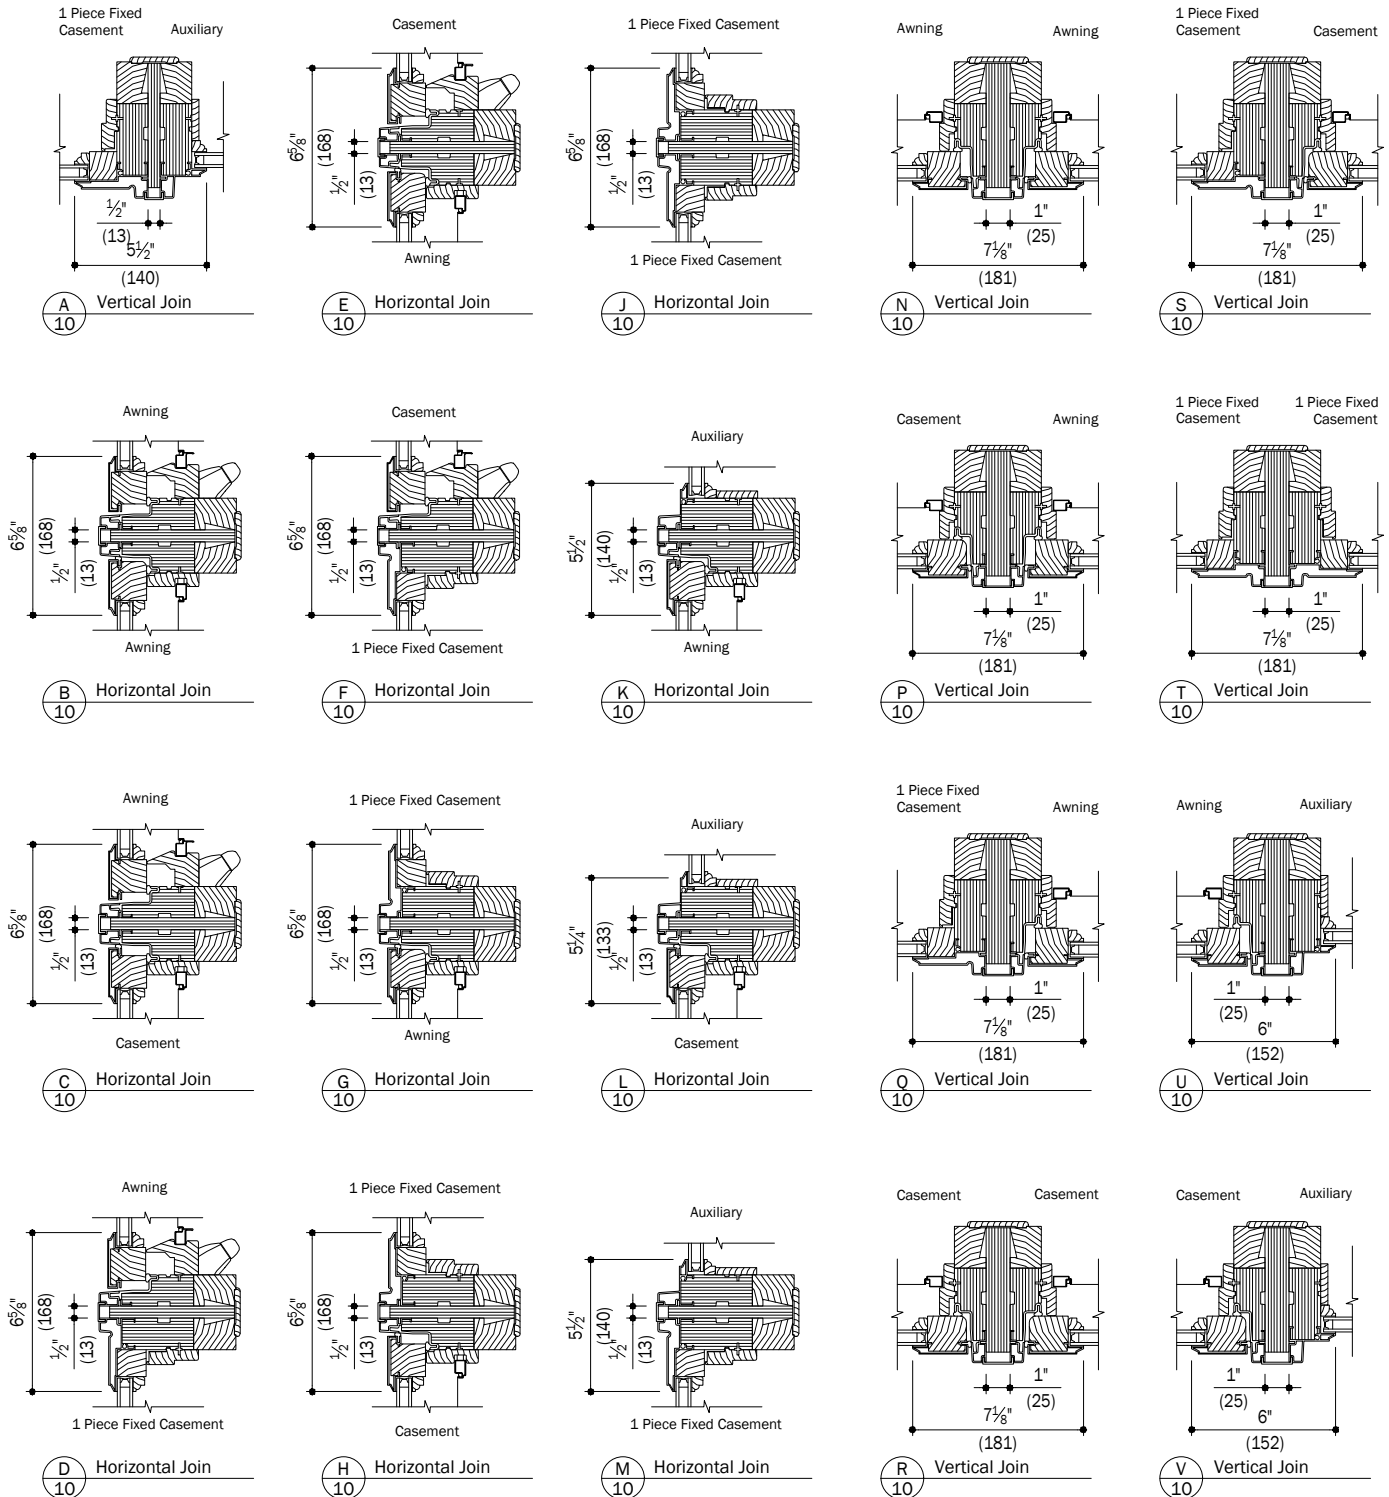 1 Piece Fixed
Casement
Auxiliary
½"
(13)
5½"
(140)
A
10
Vertical Join
Casement
6⅝"
(168)
½"
(13)
Awning
E
10
Horizontal Join
1 Piece Fixed Casement
6⅝"
(168)
½"
(13)
1 Piece Fixed Casement
J
10
Horizontal Join
Awning
Awning
1"
(25)
7⅛"
(181)
N
10
Vertical Join
1 Piece Fixed
Casement
Casement
1"
(25)
7⅛"
(181)
S
10
Vertical Join
Awning
6⅝"
(168)
½"
(13)
Awning
B
10
Horizontal Join
Casement
6⅝"
(168)
½"
(13)
1 Piece Fixed Casement
F
10
Horizontal Join
Auxiliary
5½"
(140)
½"
(13)
Awning
K
10
Horizontal Join
Casement
Awning
1"
(25)
7⅛"
(181)
P
10
Vertical Join
1 Piece Fixed
Casement
1 Piece Fixed
Casement
1"
(25)
7⅛"
(181)
T
10
Vertical Join
Awning
6⅝"
(168)
½"
(13)
Casement
C
10
Horizontal Join
1 Piece Fixed Casement
6⅝"
(168)
½"
(13)
Awning
G
10
Horizontal Join
Auxiliary
5¼"
(133)
½"
(13)
Casement
L
10
Horizontal Join
1 Piece Fixed
Casement
Awning
1"
(25)
7⅛"
(181)
Q
10
Vertical Join
Awning
Auxiliary
1"
(25)
6"
(152)
U
10
Vertical Join
Awning
6⅝"
(168)
½"
(13)
1 Piece Fixed Casement
D
10
Horizontal Join
1 Piece Fixed Casement
6⅝"
(168)
½"
(13)
Casement
H
10
Horizontal Join
Auxiliary
5½"
(140)
½"
(13)
1 Piece Fixed Casement
M
10
Horizontal Join
Casement
Casement
1"
(25)
7⅛"
(181)
R
10
Vertical Join
Casement
Auxiliary
1"
(25)
6"
(152)
V
10
Vertical Join